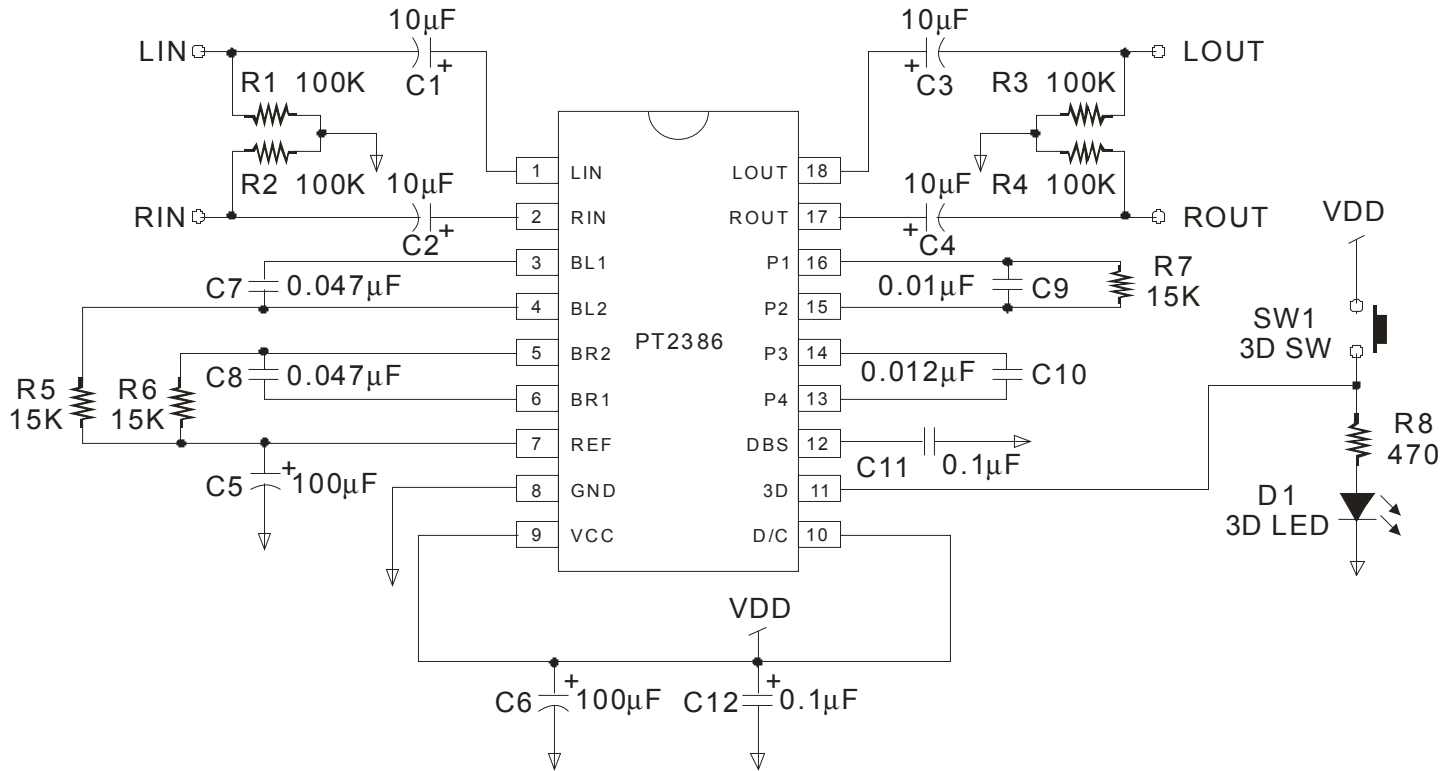 10μF
LIN
C1
+
R1 100K
R2 100K
10μF
RIN
C2
+
10μF
LOUT
+
C3
R3 100K
R4 100K
10μF
ROUT
+
C4
1 LIN
2 RIN
3 BL1
4 BL2
5 BR2
6 BR1
7 REF
8 GND
9 VCC
PT2386
LOUT 18
ROUT 17
P1 16
P2 15
P3 14
P4 13
DBS 12
3D 11
D/C 10
C7 0.047μF
C8 0.047μF
R5
15K
R6
15K
C5
+
100μF
0.01μF C9
R7
15K
0.012μF C10
C11 0.1μF
VDD
SW1
3D SW
R8
470
D1
3D LED
VDD
C6
+
100μF
C12
+
0.1μF